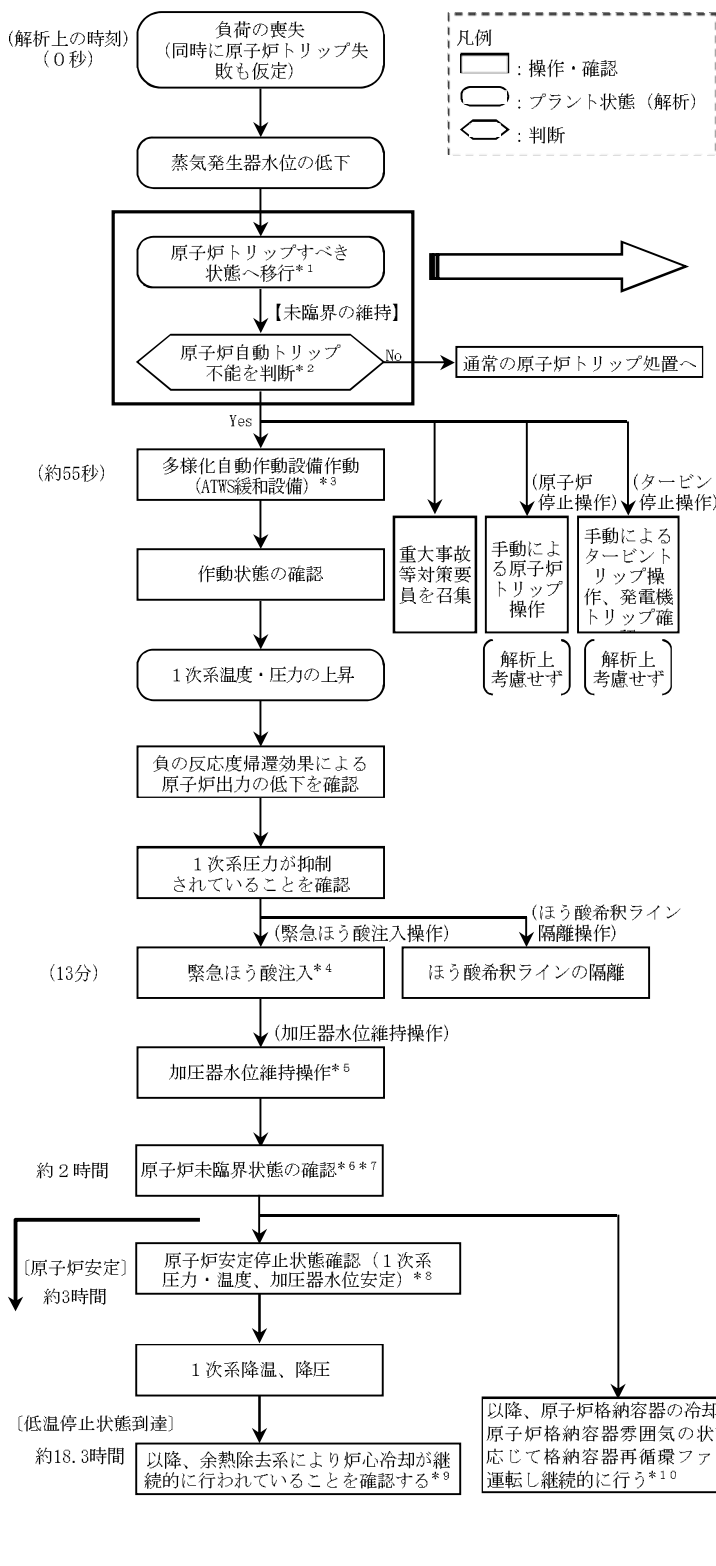 (解析上の時刻)
(０秒)
負荷の喪失
(同時に原子炉トリップ失
敗も仮定)
凡例
：操作・確認
：プラント状態（解析）
：判断
蒸気発生器水位の低下
原子炉トリップすべき
状態へ移行*1
【未臨界の維持】
原子炉自動トリップ
不能を判断*2
No
通常の原子炉トリップ処置へ
Yes
(約55秒)
多様化自動作動設備作動
(ATWS緩和設備)*3
(原子炉
停止操作)
(タービン
停止操作)
重大事故
等対策要
員を召集
手動によ
る原子炉
トリップ
操作
手動による
タービント
リップ操
作、発電機
トリップ確
作動状態の確認
解析上
考慮せず
解析上
考慮せず
１次系温度・圧力の上昇
負の反応度帰還効果による
原子炉出力の低下を確認
１次系圧力が抑制
されていることを確認
(緊急ほう酸注入操作)
(ほう酸希釈ライン
隔離操作)
(13分)
緊急ほう酸注入*4
ほう酸希釈ラインの隔離
(加圧器水位維持操作)
加圧器水位維持操作*5
約２時間
原子炉未臨界状態の確認*6*7
〔原子炉安定〕
約3時間
原子炉安定停止状態確認（１次系
圧力・温度、加圧器水位安定）*8
１次系降温、降圧
〔低温停止状態到達〕
約18.3時間
以降、余熱除去系により炉心冷却が継
続的に行われていることを確認する*9
以降、原子炉格納容器の冷却
原子炉格納容器雰囲気の状
応じて格納容器再循環ファ
運転し継続的に行う*10